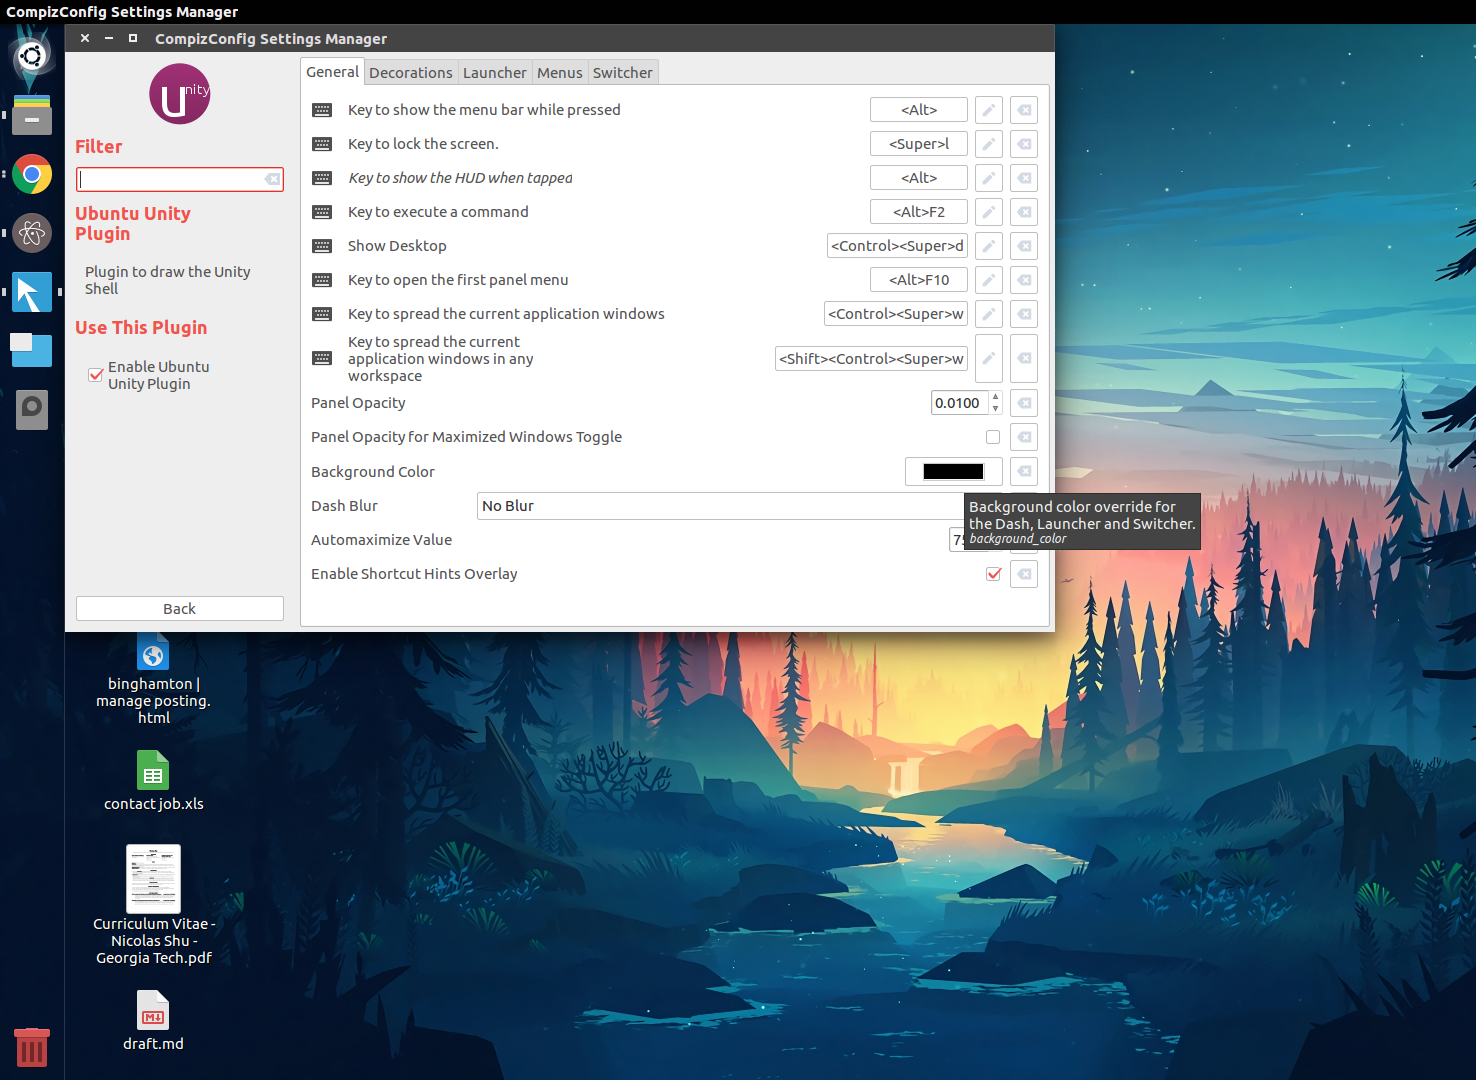 CompizConfig Settings Manager
CompizConfig Settings Manager
Unity
Filter
Ubuntu Unity
Plugin
Plugin to draw the Unity
Shell
Use This Plugin
Enable Ubuntu
Unity Plugin
Back
General Decorations Launcher Menus Switcher
Key to show the menu bar while pressed <Alt>
Key to lock the screen. <Super>l
Key to show the HUD when tapped <Alt>
Key to execute a command <Alt>F2
Show Desktop <Control><Super>d
Key to open the first panel menu <Alt>F10
Key to spread the current application windows <Control><Super>w
Key to spread the current
application windows in any
workspace
<Shift><Control><Super>w
Panel Opacity 0.0100
Panel Opacity for Maximized Windows Toggle
Background Color
Dash Blur No Blur
Automaximize Value
Enable Shortcut Hints Overlay
Background color override for
the Dash, Launcher and Switcher.
background_color
binghamton |
manage posting.
html
contact job.xls
Curriculum Vitae -
Nicolas Shu -
Georgia Tech.pdf
draft.md